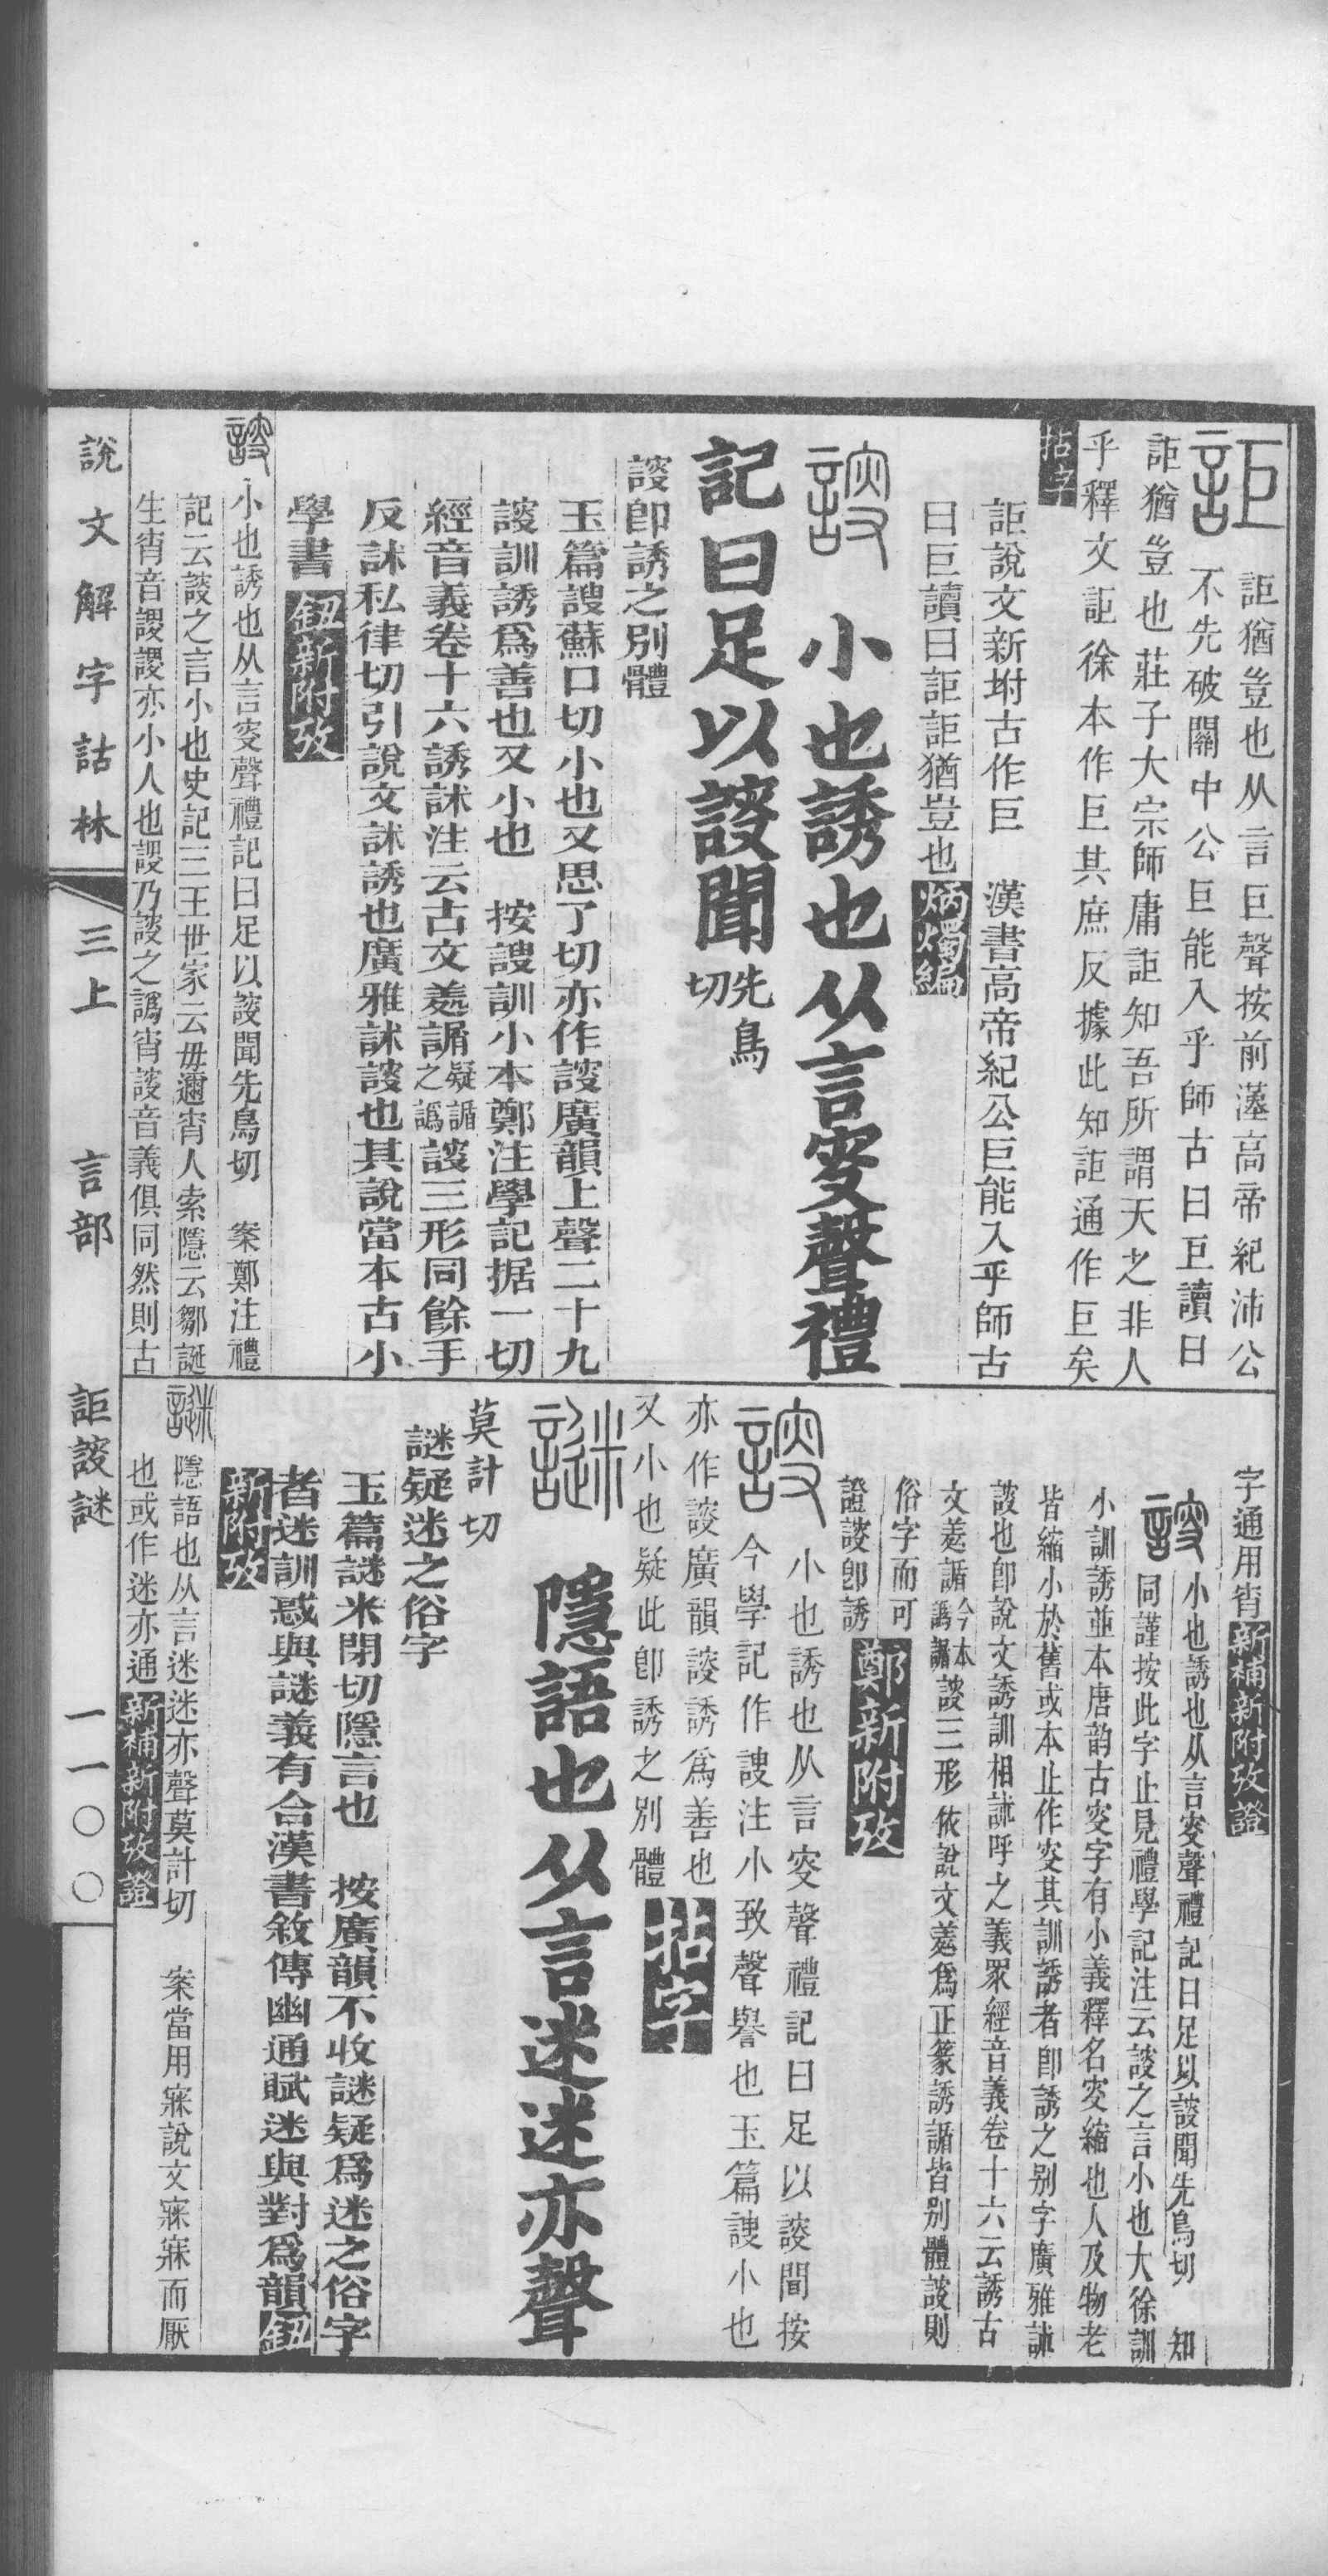 詎 詎猶豈也从言巨聲按前漢高帝紀沛公
不先破關中公巨能入乎師古曰巨讀曰
詎猶豈也莊子大宗師庸詎知吾所謂天之非人
乎釋文詎徐本作巨其庶反據此知詎通作巨矣
拈字
詎說文新坿古作巨 漢書高帝紀公巨能入乎師古
曰巨讀曰詎詎猶豈也 炳燭編
謏 小也誘也从言叜聲禮
記曰足以謏聞 先鳥切
謏卽誘之別體
玉篇謏蘇口切小也又思了切亦作謏廣韻上聲二十九
謏訓誘爲善也又小也 按謏訓小本鄭注學記据一切
經音義卷十六誘訹注云古文羑䛻 疑䛻之譌 謏三形同餘手
反訹私律切引說文訹誘也廣雅訹謏也其說當本古小
學書 鈕新附攷
謏 小也誘也从言叜聲禮記曰足以謏聞先鳥切 案鄭注禮
記云謏之言小也史記三王世家云毋邇宵人索隱云鄒誕
生宵音謏謏亦小人也謏乃謏之譌宵謏音義俱同然則古
字通用宵 新補新附攷證
謏 小也誘也从言叜聲禮記曰足以謏聞先鳥切 知
同謹按此字止見禮學記注云謏之言小也大徐訓
小訓誘並本唐韵古叜字有小義釋名叜縮也人及物老
皆縮小於舊或本止作叜其訓誘者卽誘之別字廣雅訹
謏也卽說文誘訓相訹呼之義眾經音義卷十六云誘古
文羑䛻 今本譌 謏三形 依說文羑爲正篆誘䛻皆別體謏則
俗字而可
證謏卽誘 鄭新附攷
謏 小也誘也从言叜聲禮記曰足以謏聞按
今學記作謏注小致聲譽也玉篇謏小也
亦作謏廣韻謏誘爲善也
又小也疑此卽誘之別體 拈字
謎 隱語也从言迷迷亦聲
莫計切
謎疑迷之俗字
玉篇謎米閉切隱言也 按廣韻不收謎疑爲迷之俗字
者迷訓惑與謎義有合漢書敘傳幽通賦迷與對爲韻 鈕
新附攷
謎 隱語也从言迷迷亦聲莫計切 案當用寐說文寐寐而厭
也或作迷亦通 新補新附攷證
說文解字詁林 三上 言部 詎謏謎 一一〇〇